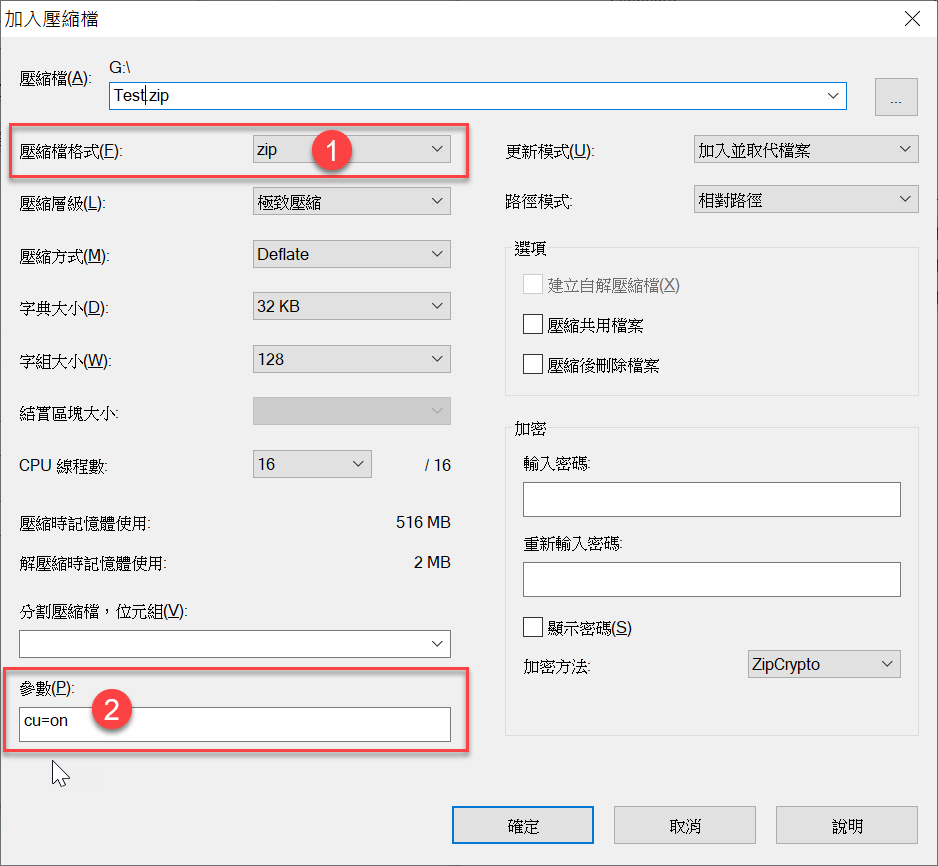 加入壓縮檔
壓縮檔(A):
G:\
Test.zip
...
壓縮檔格式(F):
zip
1
壓縮層級(L):
極致壓縮
壓縮方式(M):
Deflate
字典大小(D):
32 KB
字組大小(W):
128
結實區塊大小:
CPU 線程數:
16
/ 16
壓縮時記憶體使用:
516 MB
解壓縮時記憶體使用:
2 MB
分割壓縮檔，位元組(V):
參數(P):
2
cu=on
更新模式(U):
加入並取代檔案
路徑模式:
相對路徑
選項
建立自解壓縮檔(X)
壓縮共用檔案
壓縮後刪除檔案
加密
輸入密碼:
重新輸入密碼:
顯示密碼(S)
加密方法:
ZipCrypto
確定
取消
說明